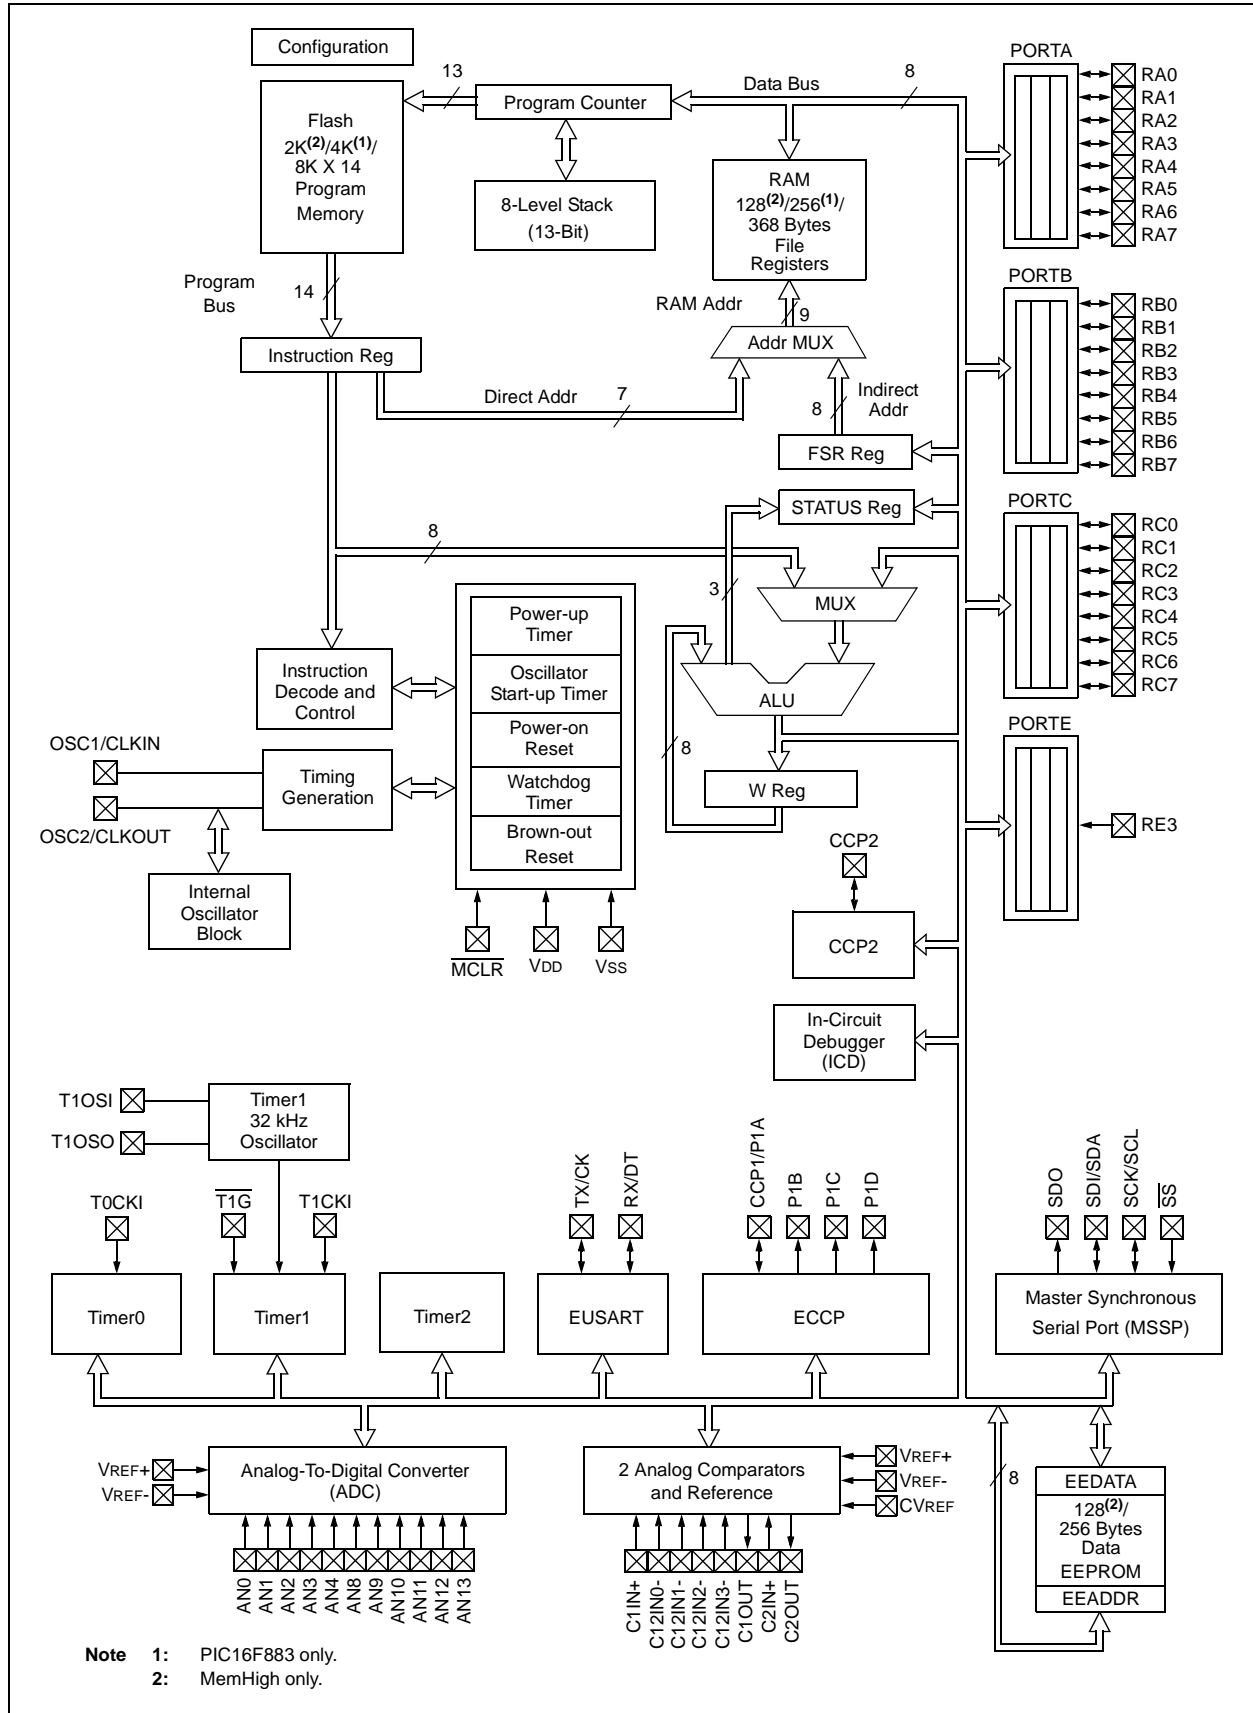 Configuration
13
Program Counter
Data Bus
8
Flash
2K(2)/4K(1)/
8K X 14
Program
Memory
8-Level Stack
(13-Bit)
RAM
128(2)/256(1)/
368 Bytes
File
Registers
PORTA
RA0
RA1
RA2
RA3
RA4
RA5
RA6
RA7
Program
Bus
14
RAM Addr
9
Addr MUX
Instruction Reg
Direct Addr
7
8
Indirect
Addr
FSR Reg
STATUS Reg
PORTB
RB0
RB1
RB2
RB3
RB4
RB5
RB6
RB7
8
3
MUX
ALU
8
W Reg
PORTC
RC0
RC1
RC2
RC3
RC4
RC5
RC6
RC7
Power-up
Timer
Oscillator
Start-up Timer
Power-on
Reset
Watchdog
Timer
Brown-out
Reset
Instruction
Decode and
Control
OSC1/CLKIN
Timing
Generation
OSC2/CLKOUT
Internal
Oscillator
Block
MCLR
VDD
VSS
PORTE
RE3
CCP2
CCP2
In-Circuit
Debugger
(ICD)
T1OSI
T1OSO
Timer1
32 kHz
Oscillator
T0CKI
T1G
T1CKI
TX/CK
RX/DT
CCP1/P1A
P1B
P1C
P1D
SDO
SDI/SDA
SCK/SCL
SS
Timer0
Timer1
Timer2
EUSART
ECCP
Master Synchronous
Serial Port (MSSP)
VREF+
VREF-
Analog-To-Digital Converter
(ADC)
AN0
AN1
AN2
AN3
AN4
AN8
AN9
AN10
AN11
AN12
AN13
2 Analog Comparators
and Reference
VREF+
VREF-
CVREF
C1IN+
C12IN0-
C12IN1-
C12IN2-
C12IN3-
C1OUT
C2IN+
C2OUT
8
EEDATA
128(2)/
256 Bytes
Data
EEPROM
EEADDR
Note 1: PIC16F883 only.
2: MemHigh only.